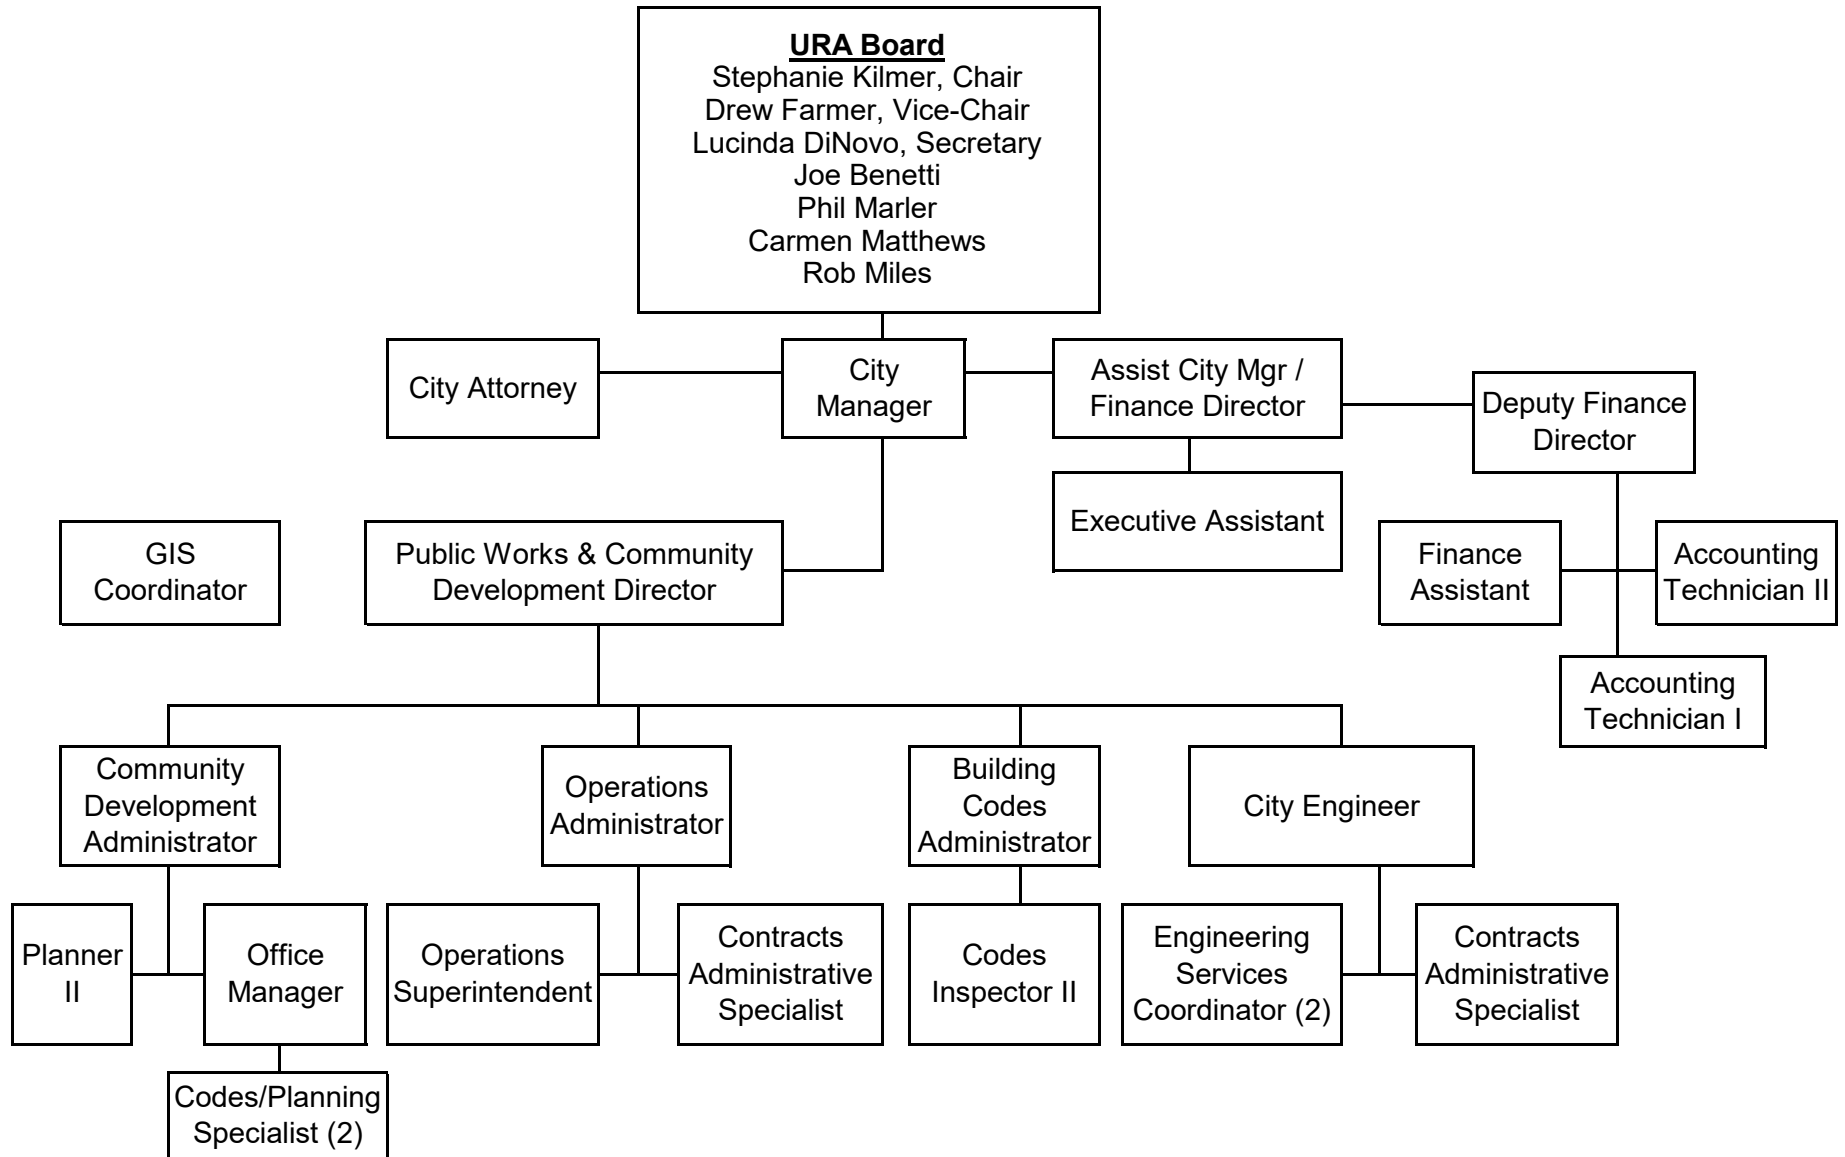 URA Board
Stephanie Kilmer, Chair
Drew Farmer, Vice-Chair
Lucinda DiNovo, Secretary
Joe Benetti
Phil Marler
Carmen Matthews
Rob Miles
City Attorney
City
Manager
Assist City Mgr /
Finance Director
Deputy Finance
Director
Executive Assistant
GIS
Coordinator
Public Works & Community
Development Director
Finance
Assistant
Accounting
Technician II
Accounting
Technician I
Community
Development
Administrator
Operations
Administrator
Building
Codes
Administrator
City Engineer
Planner
II
Office
Manager
Operations
Superintendent
Contracts
Administrative
Specialist
Codes
Inspector II
Engineering
Services
Coordinator (2)
Contracts
Administrative
Specialist
Codes/Planning
Specialist (2)